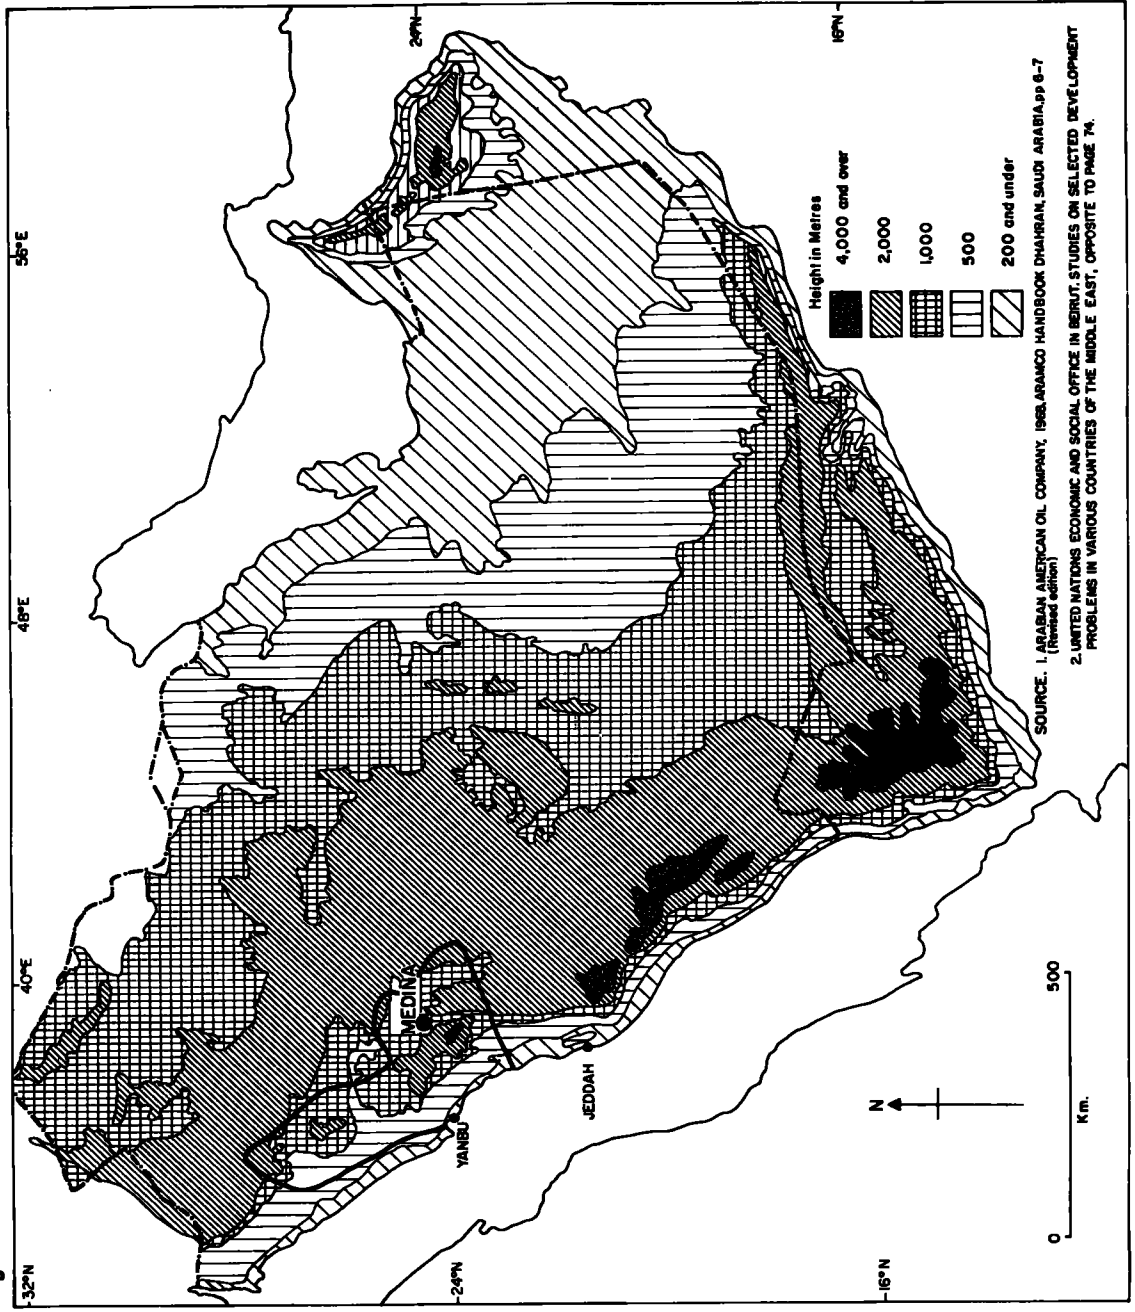 32°N
24°N
16°N
40°E
48°E
56°E
24°N
16°N
MEDINA
YANBU
JEDDAH
N
0 500
Km.
Height in Metres
4,000 and over
2,000
1,000
500
200 and under
SOURCE. 1. ARABIAN AMERICAN OIL COMPANY, 1968, ARAMCO HANDBOOK DHAHRAN, SAUDI ARABIA, pp 6-7
(Revised edition)
2. UNITED NATIONS ECONOMIC AND SOCIAL OFFICE IN BEIRUT. STUDIES ON SELECTED DEVELOPMENT
PROBLEMS IN VARIOUS COUNTRIES OF THE MIDDLE EAST, OPPOSITE TO PAGE 74.